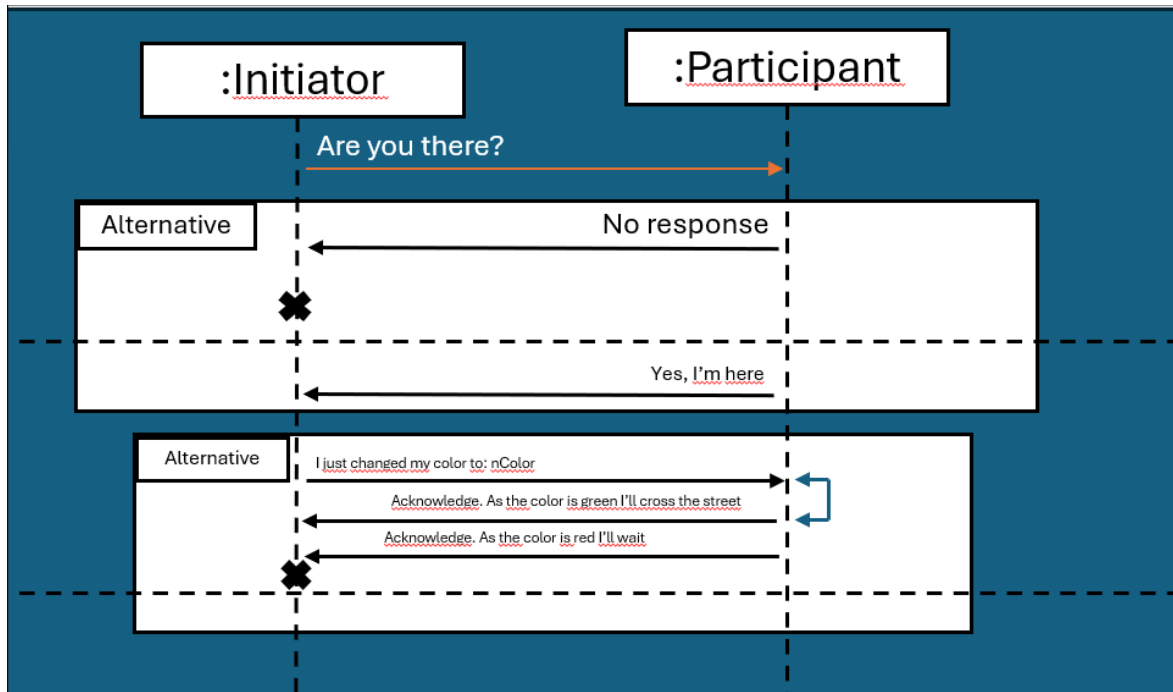 :Initiator
:Participant
Are you there?
Alternative
No response
Yes, I'm here
Alternative
I just changed my color to: nColor
Acknowledge. As the color is green I'll cross the street
Acknowledge. As the color is red I'll wait